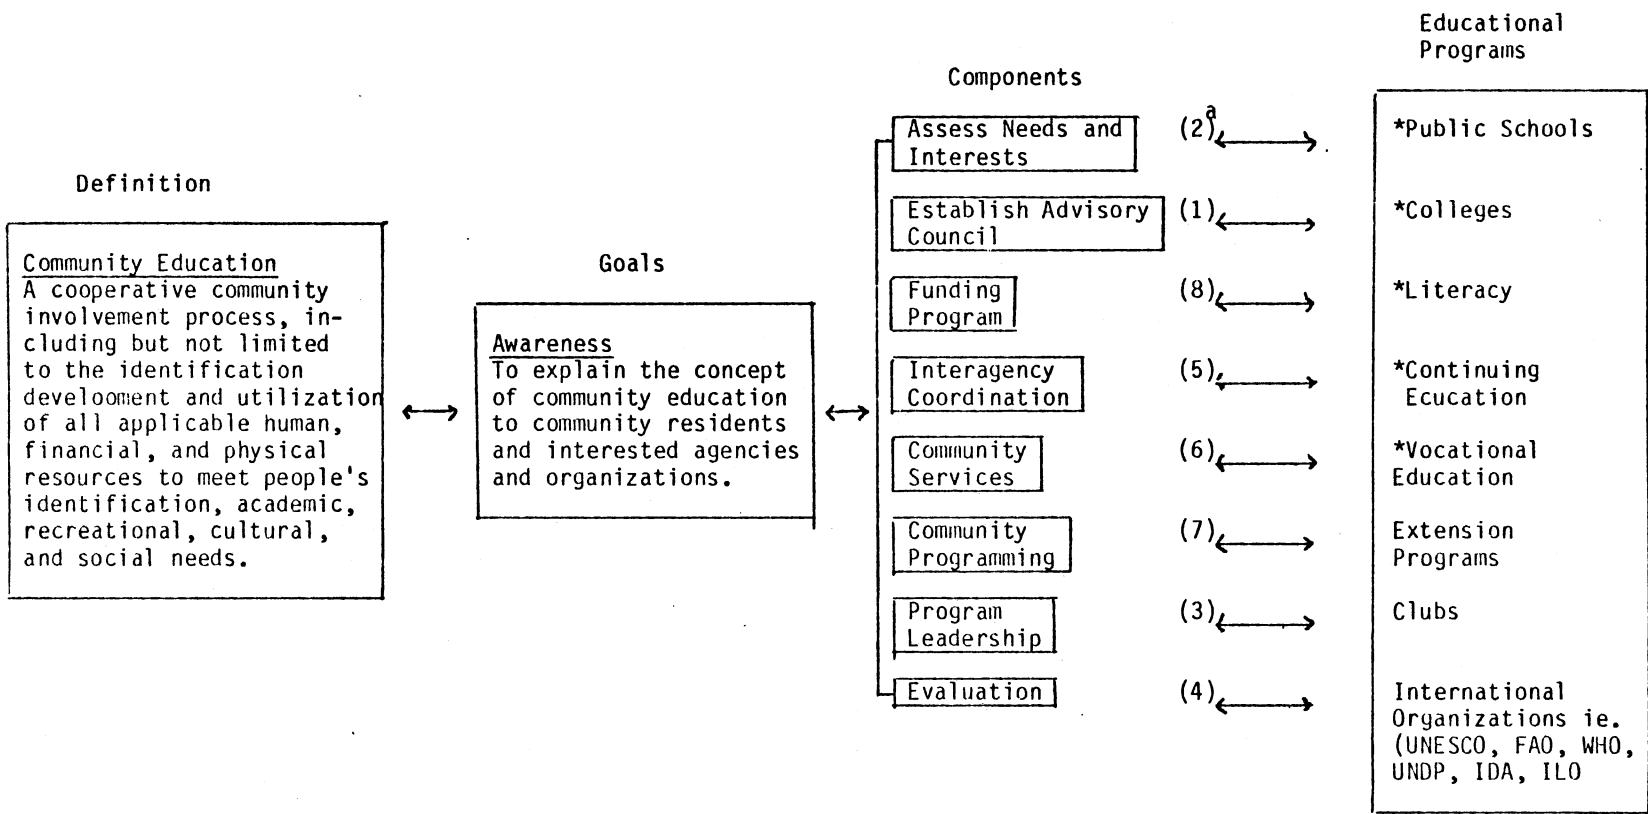 Definition
Community Education
A cooperative community
involvement process, in-
cluding but not limited
to the identification
develooment and utilization
of all applicable human,
financial, and physical
resources to meet people's
identification, academic,
recreational, cultural,
and social needs.
Goals
Awareness
To explain the concept
of community education
to community residents
and interested agencies
and organizations.
Components
Assess Needs and
Interests
(2)a
Establish Advisory
Council
(1)
Funding
Program
(8)
Interagency
Coordination
(5)
Community
Services
(6)
Community
Programming
(7)
Program
Leadership
(3)
Evaluation
(4)
Educational
Programs
*Public Schools
*Colleges
*Literacy
*Continuing
Ecucation
*Vocational
Education
Extension
Programs
Clubs
International
Organizations ie.
(UNESCO, FAO, WHO,
UNDP, IDA, ILO